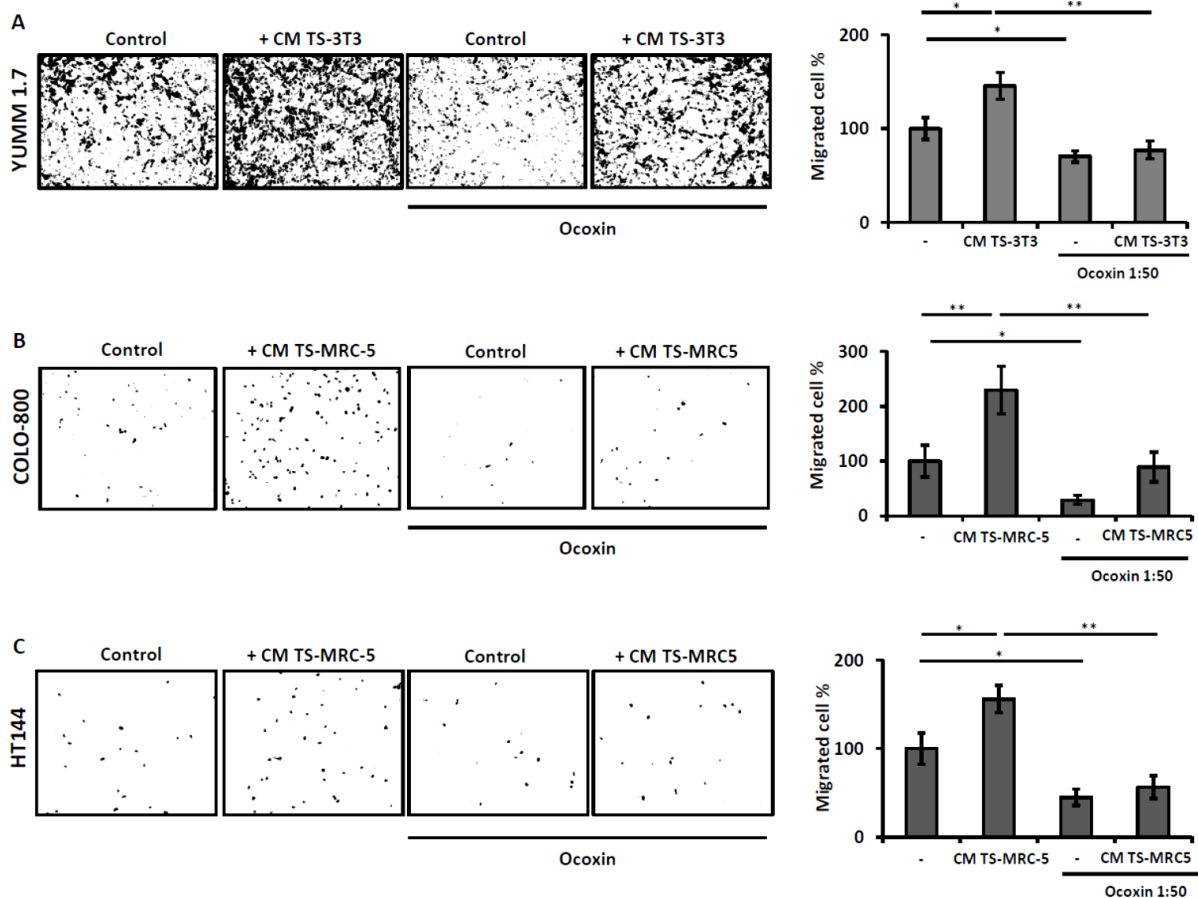 A
YUMM 1.7
Control
+ CM TS-3T3
Control
+ CM TS-3T3
Ocoxin
* **
*
Migrated cell %
200
100
0
- CM TS-3T3 - CM TS-3T3
Ocoxin 1:50
B
COLO-800
Control
+ CM TS-MRC-5
Control
+ CM TS-MRC5
Ocoxin
** **
*
Migrated cell %
300
200
100
0
- CM TS-MRC-5 - CM TS-MRC5
Ocoxin 1:50
C
HT144
Control
+ CM TS-MRC-5
Control
+ CM TS-MRC5
Ocoxin
* **
*
Migrated cell %
200
100
0
- CM TS-MRC-5 - CM TS-MRC5
Ocoxin 1:50